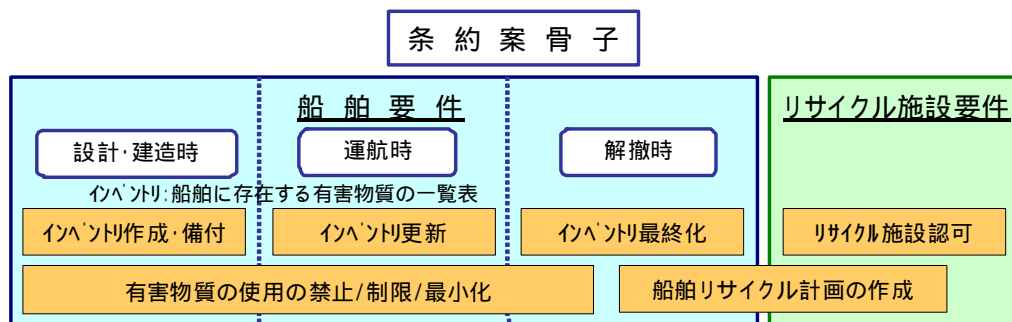 条約案骨子
船舶要件
リサイクル施設要件
設計・建造時
運航時
解撤時
インベントリ:船舶に存在する有害物質の一覧表
インベントリ作成・備付
インベントリ更新
インベントリ最終化
リサイクル施設認可
有害物質の使用の禁止/制限/最小化
船舶リサイクル計画の作成